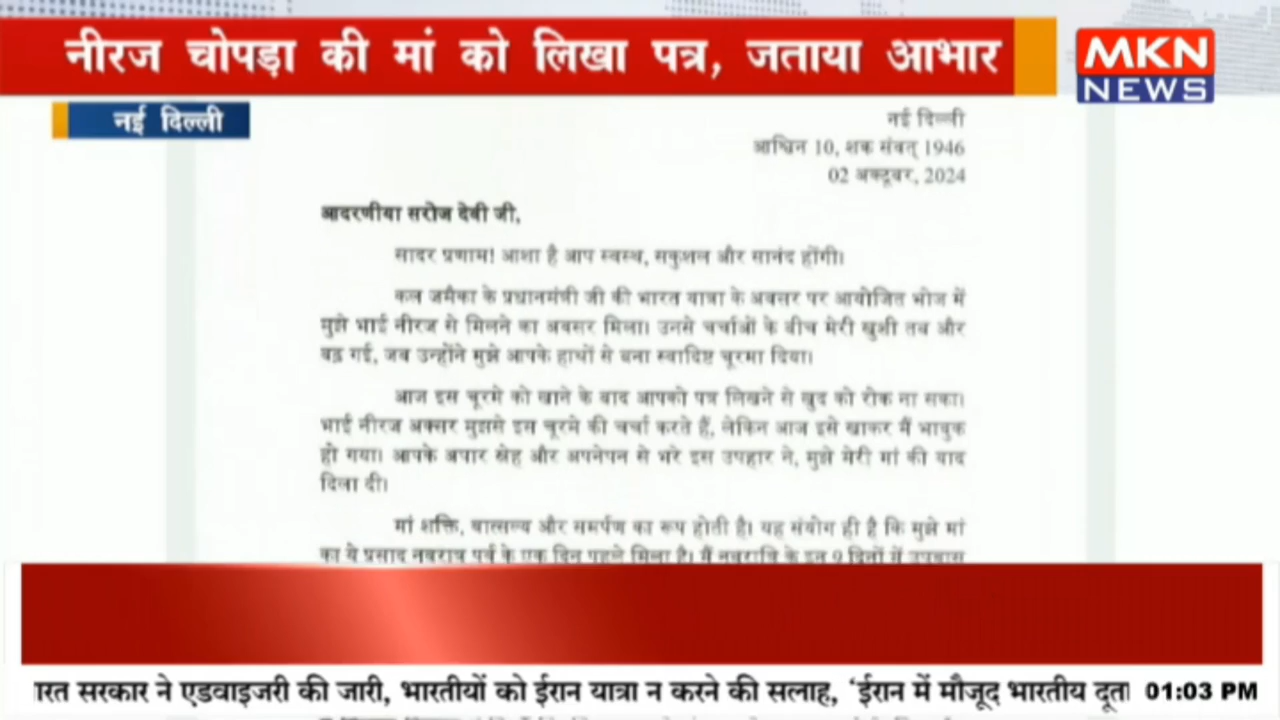 नीरज चोपड़ा की मां को लिखा पत्र, जताया आभार
MKN
NEWS
नई दिल्ली
नई दिल्ली
आश्विन 10, शक संवत् 1946
02 अक्टूबर, 2024
आदरणीया सरोज देवी जी,
सादर प्रणाम! आशा है आप स्वस्थ, सकुशल और सानंद होंगी।
कल जमैका के प्रधानमंत्री जी की भारत यात्रा के अवसर पर आयोजित भोज में
मुझे भाई नीरज से मिलने का अवसर मिला। उनसे चर्चाओं के बीच मेरी खुशी तब और
बढ़ गई, जब उन्होंने मुझे आपके हाथों से बना स्वादिष्ट चूरमा दिया।
आज इस चूरमे को खाने के बाद आपको पत्र लिखने से खुद को रोक ना सका।
भाई नीरज अक्सर मुझसे इस चूरमे की चर्चा करते हैं, लेकिन आज इसे खाकर मैं भावुक
हो गया। आपके अपार स्नेह और अपनेपन से भरे इस उपहार ने, मुझे मेरी मां की याद
दिला दी।
मां शक्ति, वात्सल्य और समर्पण का रूप होती है। यह संयोग ही है कि मुझे मां
का ये प्रसाद नवरात्र पर्व के एक दिन पहले मिला है। मैं नवरात्रि के इन 9 दिनों में उपवास
ारत सरकार ने एडवाइजरी की जारी, भारतीयों को ईरान यात्रा न करने की सलाह, ‘ईरान में मौजूद भारतीय दूता 01:03 PM